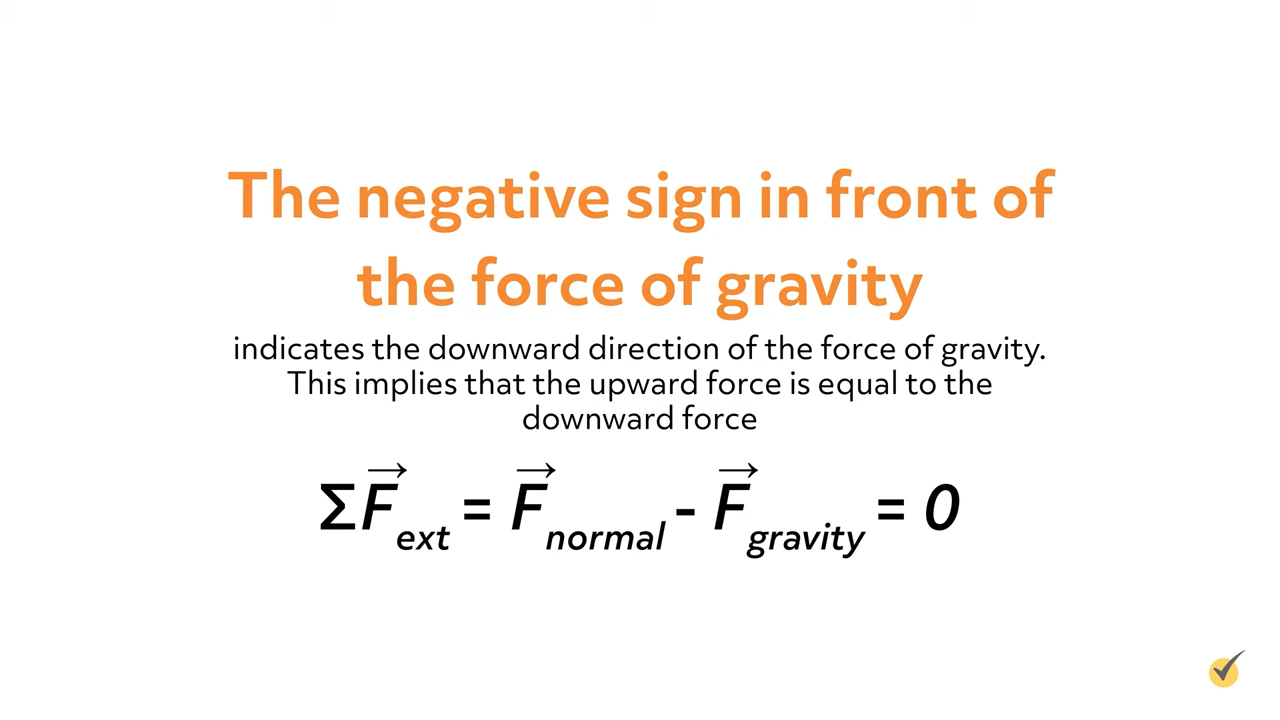 The negative sign in front of
the force of gravity
indicates the downward direction of the force of gravity.
This implies that the upward force is equal to the
downward force
ΣF⃗ext = F⃗normal - F⃗gravity = 0